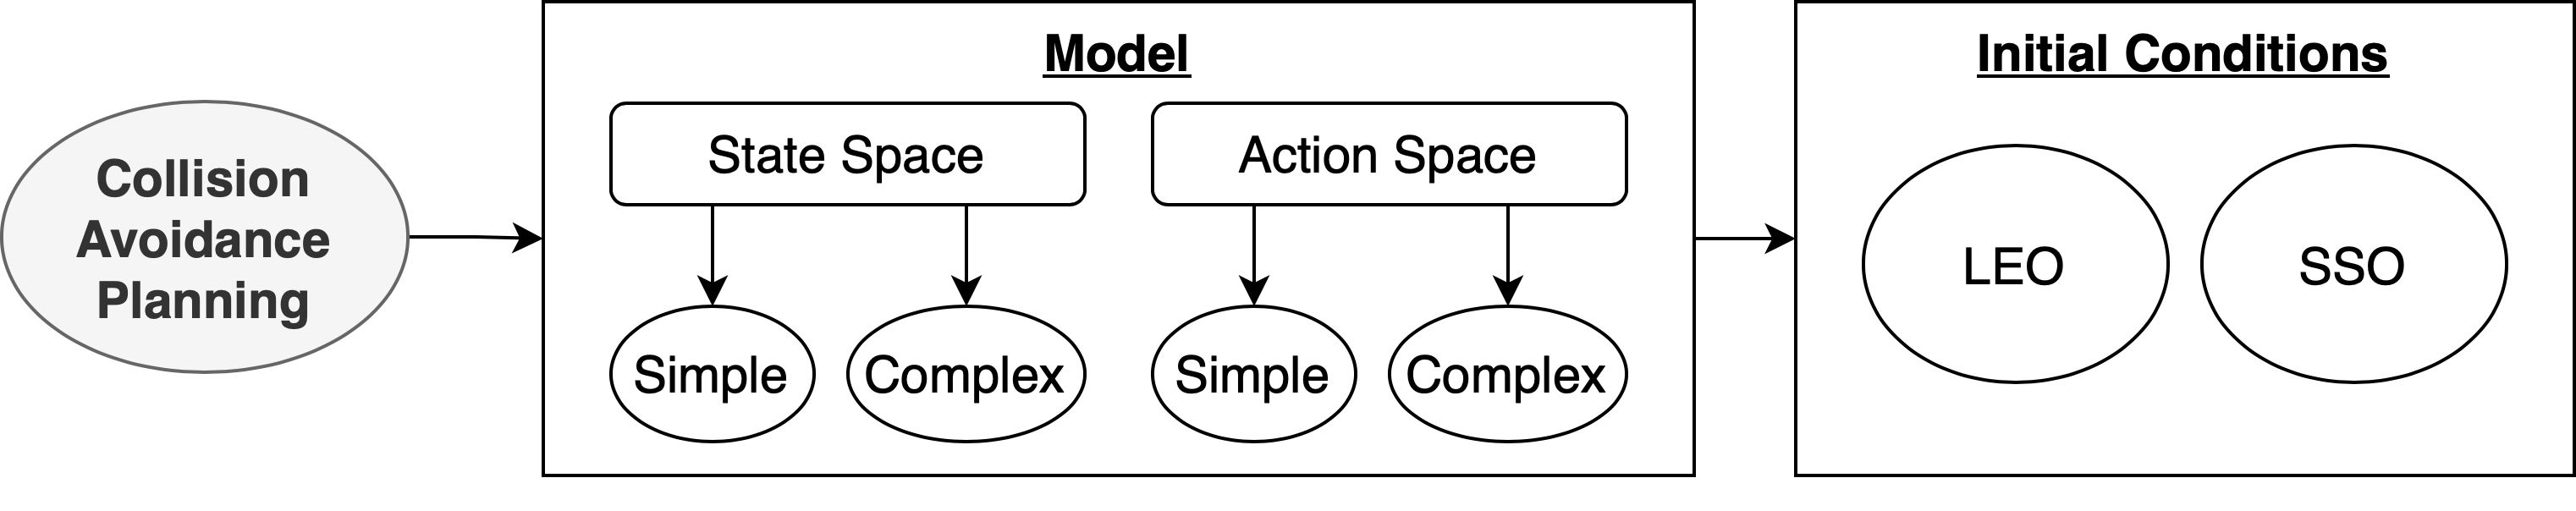 Collision
Avoidance
Planning
Model
State Space
Action Space
Simple
Complex
Simple
Complex
Initial Conditions
LEO
SSO